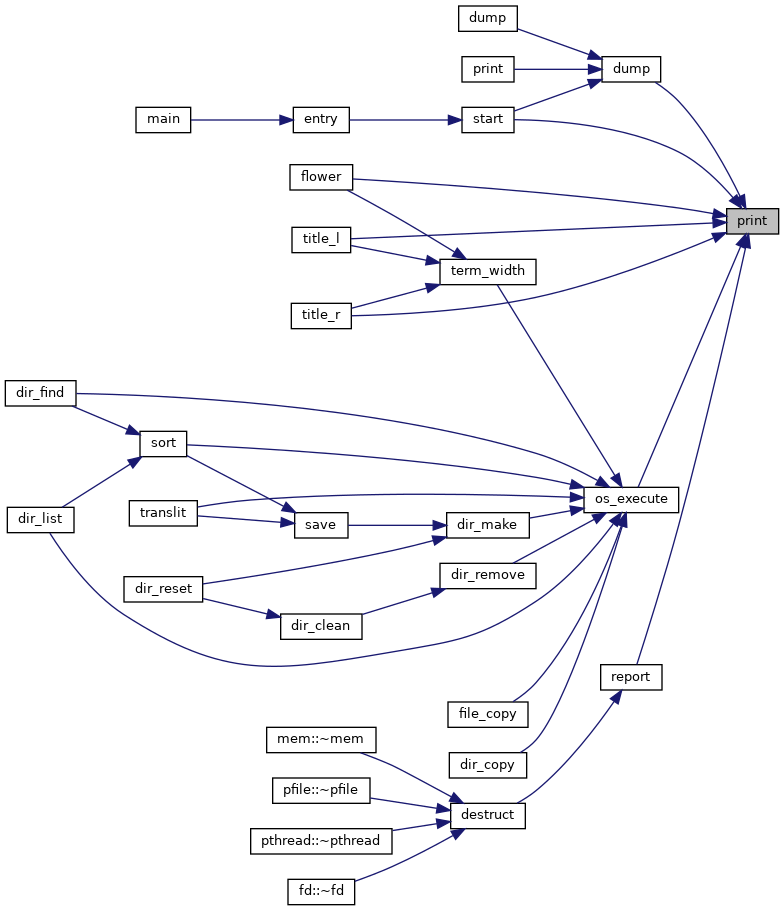 dump
print
dump
main
entry
start
flower
print
title_l
term_width
title_r
dir_find
sort
os_execute
dir_list
translit
save
dir_make
dir_remove
dir_reset
dir_clean
report
file_copy
mem::~mem
dir_copy
pfile::~pfile
destruct
pthread::~pthread
fd::~fd